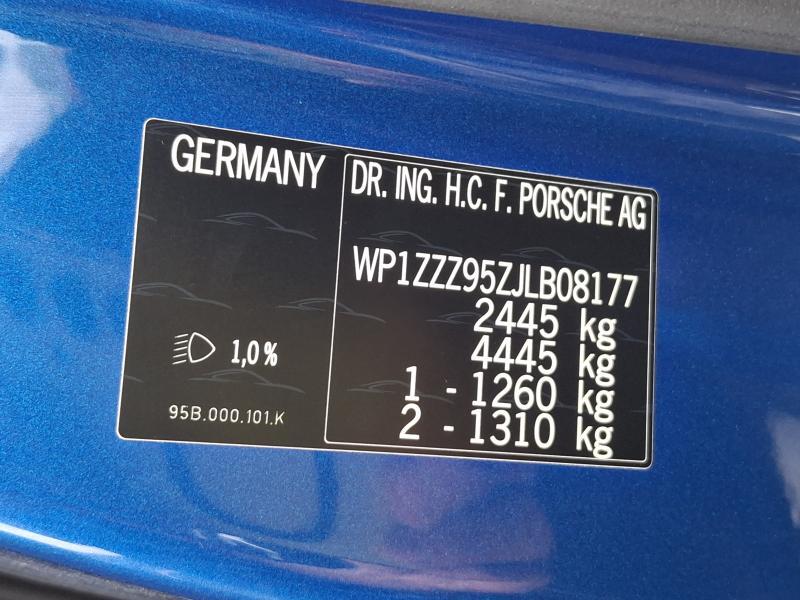 GERMANY
1,0%
95B.000.101.K
DR. ING. H.C. F. PORSCHE AG
WP1ZZZ95ZJLB08177
2445 kg
4445 kg
1 - 1260 kg
2 - 1310 kg